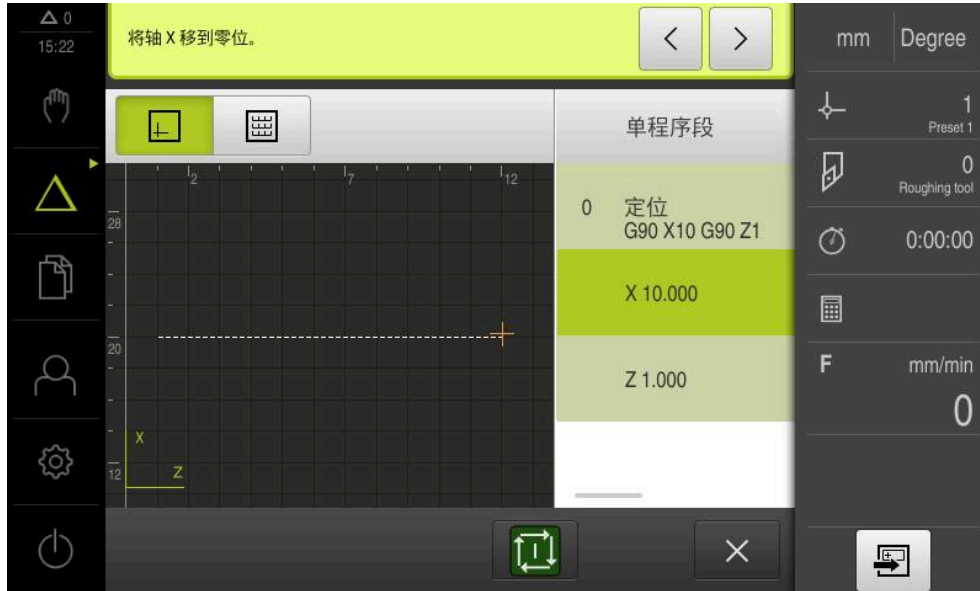 0
15:22
将轴 X 移到零位。
mm
Degree
1
Preset 1
0
Roughing tool
0:00:00
F
mm/min
0
2
7
12
28
20
12
X
Z
单程序段
0
定位
G90 X10 G90 Z1
X 10.000
Z 1.000